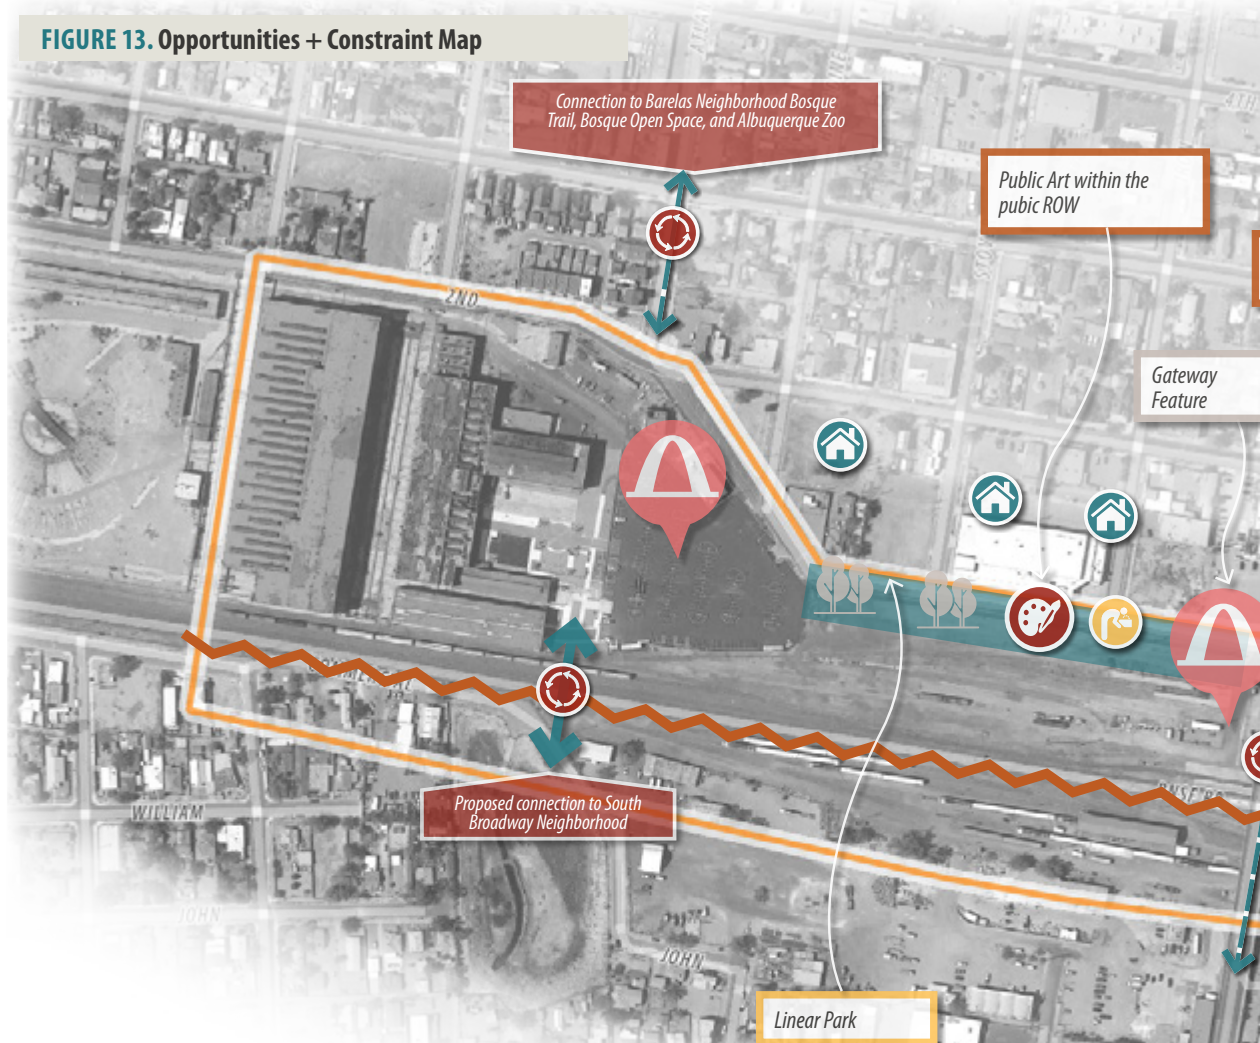 FIGURE 13. Opportunities + Constraint Map
Connection to Barelas Neighborhood Bosque
Trail, Bosque Open Space, and Albuquerque Zoo
Public Art within the
pubic ROW
2ND
Gateway
Feature
WILLIAM
Proposed connection to South
Broadway Neighborhood
JOHN
JOHN
Linear Park